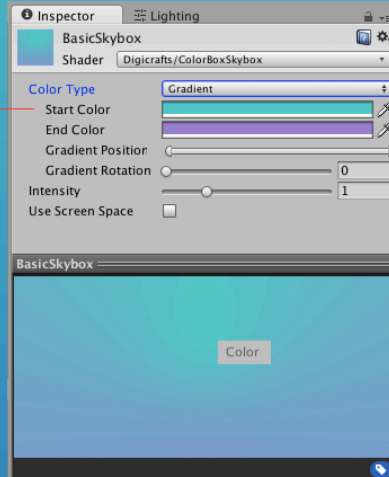 Inspector Lighting
BasicSkybox
Shader Digicrafts/ColorBoxSkybox
Color Type Gradient
Start Color
End Color
Gradient Position
Gradient Rotation 0
Intensity 1
Use Screen Space
BasicSkybox
Color